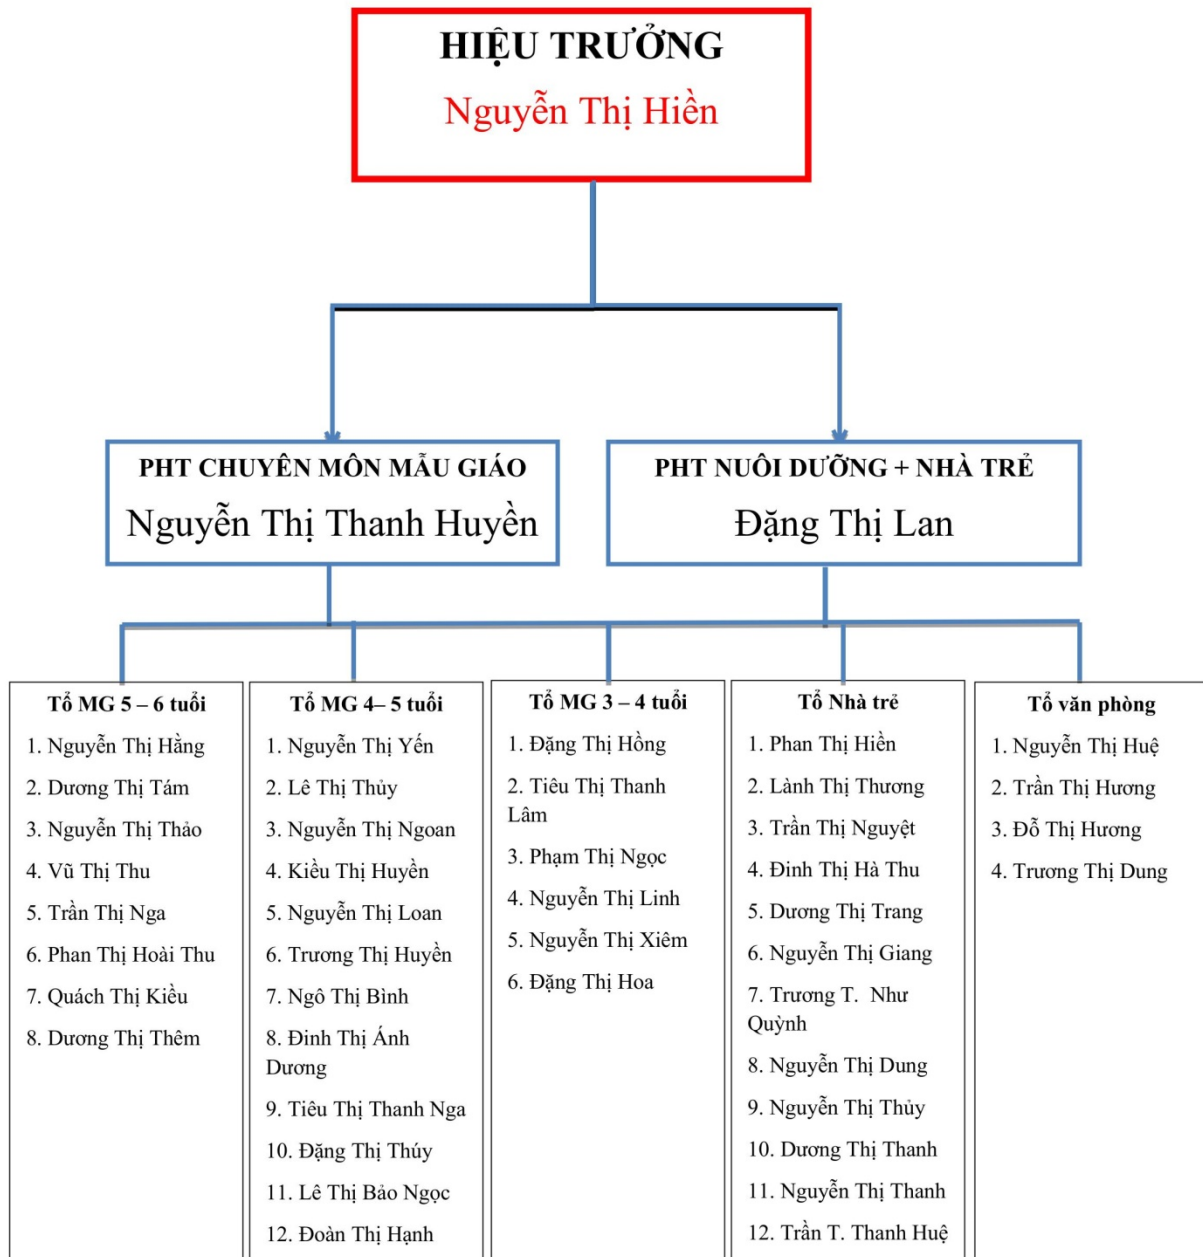 HIỆU TRƯỞNG
Nguyễn Thị Hiền
PHT CHUYÊN MÔN MẪU GIÁO
Nguyễn Thị Thanh Huyền
PHT NUÔI DƯỠNG + NHÀ TRẺ
Đặng Thị Lan
Tổ MG 5 – 6 tuổi
1. Nguyễn Thị Hằng
2. Dương Thị Tám
3. Nguyễn Thị Thảo
4. Vũ Thị Thu
5. Trần Thị Nga
6. Phan Thị Hoài Thu
7. Quách Thị Kiều
8. Dương Thị Thêm
Tổ MG 4– 5 tuổi
1. Nguyễn Thị Yến
2. Lê Thị Thủy
3. Nguyễn Thị Ngoan
4. Kiều Thị Huyền
5. Nguyễn Thị Loan
6. Trương Thị Huyền
7. Ngô Thị Bình
8. Đinh Thị Ánh
Dương
9. Tiêu Thị Thanh Nga
10. Đặng Thị Thúy
11. Lê Thị Bảo Ngọc
12. Đoàn Thị Hạnh
Tổ MG 3 – 4 tuổi
1. Đặng Thị Hồng
2. Tiêu Thị Thanh
Lâm
3. Phạm Thị Ngọc
4. Nguyễn Thị Linh
5. Nguyễn Thị Xiêm
6. Đặng Thị Hoa
Tổ Nhà trẻ
1. Phan Thị Hiền
2. Lành Thị Thương
3. Trần Thị Nguyệt
4. Đinh Thị Hà Thu
5. Dương Thị Trang
6. Nguyễn Thị Giang
7. Trương T. Như
Quỳnh
8. Nguyễn Thị Dung
9. Nguyễn Thị Thủy
10. Dương Thị Thanh
11. Nguyễn Thị Thanh
12. Trần T. Thanh Huệ
Tổ văn phòng
1. Nguyễn Thị Huệ
2. Trần Thị Hương
3. Đỗ Thị Hương
4. Trương Thị Dung